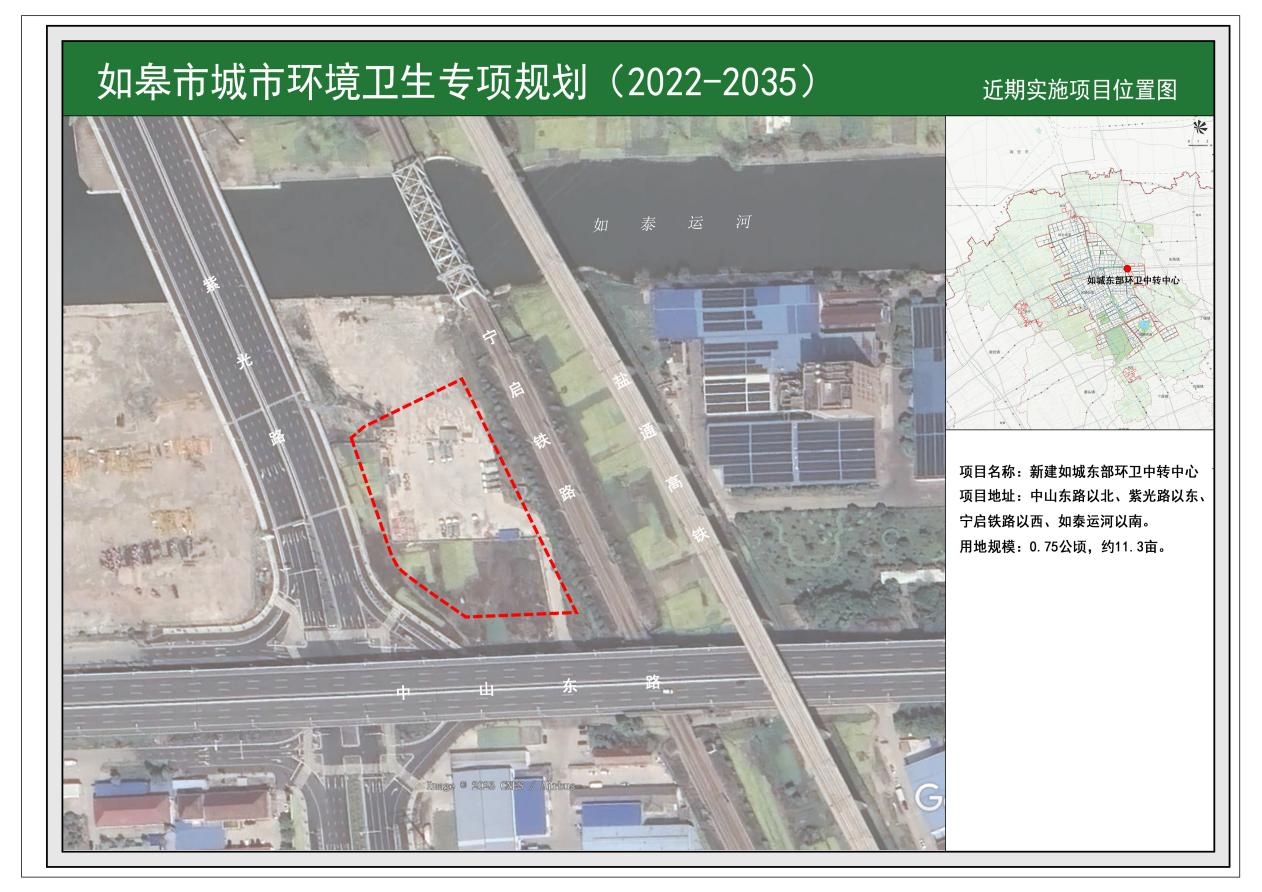 如皋市城市环境卫生专项规划（2022-2035）
近期实施项目位置图
如泰运河
紫光路
宁启铁路
盐通高铁
中山东路
Image © 2023 CNES / Airbus
如城东部环卫中转中心
项目名称：新建如城东部环卫中转中心
项目地址：中山东路以北、紫光路以东、
宁启铁路以西、如泰运河以南。
用地规模：0.75公顷，约11.3亩。